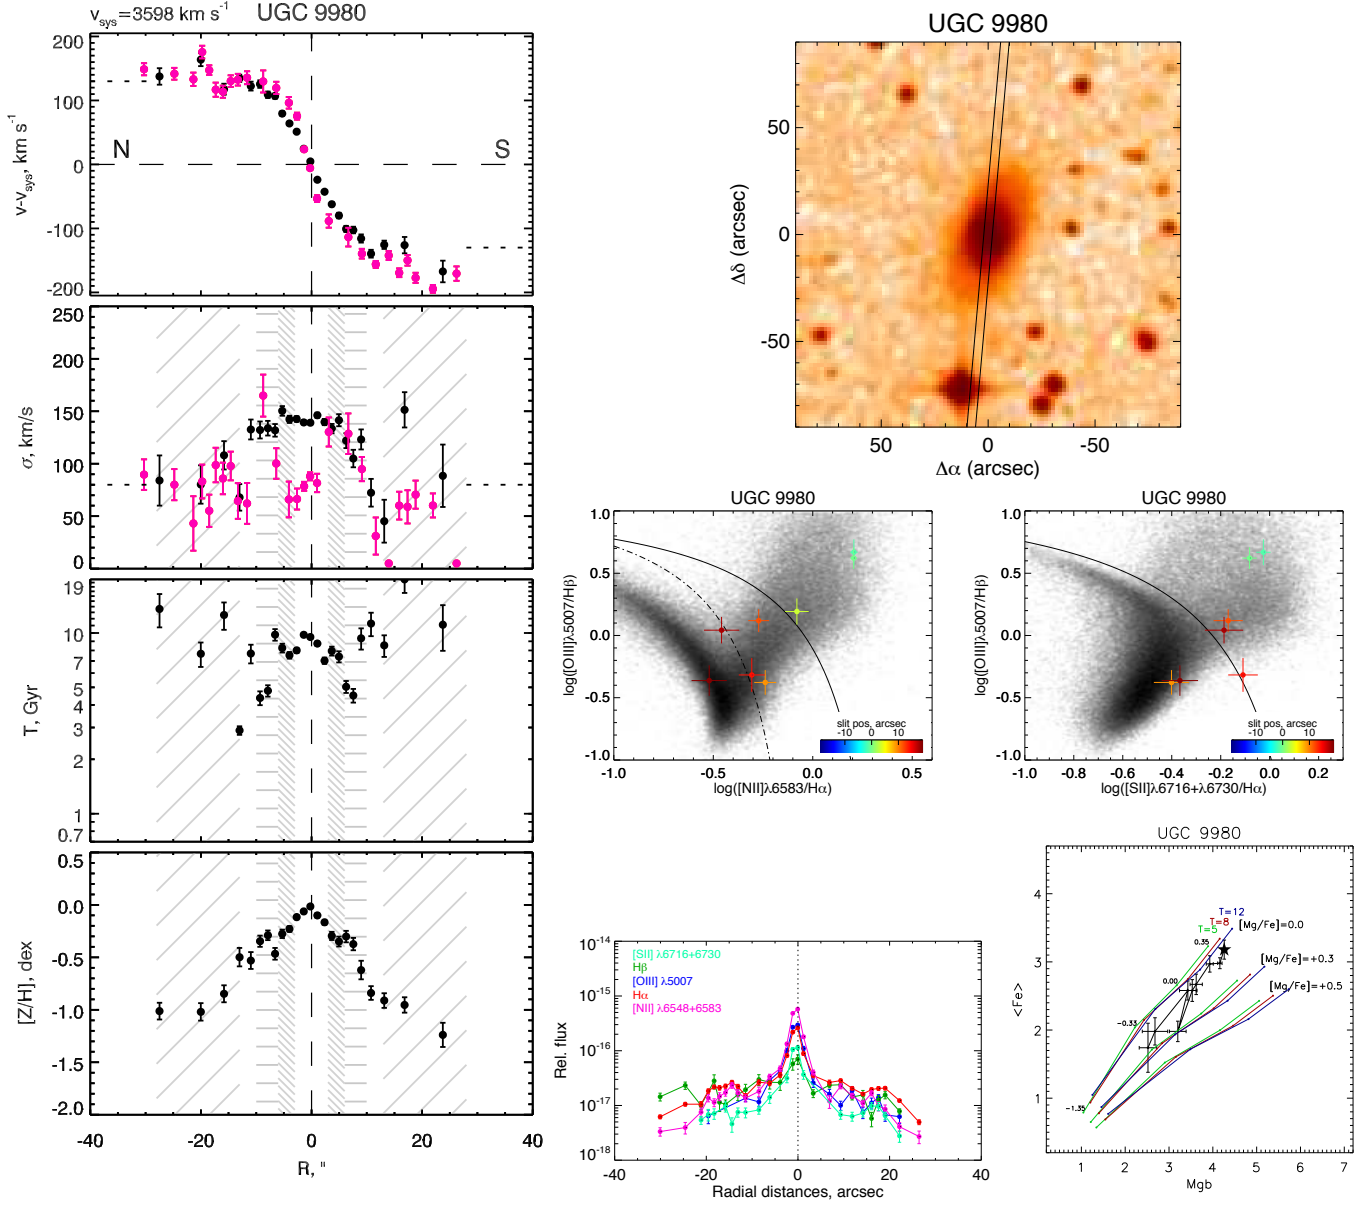 v_sys=3598 km s^-1 UGC 9980
200
100
0
-100
-200
v-v_sys, km s^-1
N
S
250
200
150
100
50
0
σ, km/s
19
10
7
5
4
3
2
1
0.7
T, Gyr
0.5
0.0
-0.5
-1.0
-1.5
-2.0
[Z/H], dex
-40 -20 0 20 40
R, "
UGC 9980
50
0
-50
Δδ (arcsec)
50 0 -50
Δα (arcsec)
UGC 9980
1.0
0.5
0.0
-0.5
-1.0
log([OIII]λ5007/Hβ)
slit pos, arcsec
-10 0 10
-1.0 -0.5 0.0 0.5
log([NII]λ6583/Hα)
UGC 9980
1.0
0.5
0.0
-0.5
-1.0
log([OIII]λ5007/Hβ)
slit pos, arcsec
-10 0 10
-1.0 -0.8 -0.6 -0.4 -0.2 0.0 0.2
log([SII]λ6716+λ6730/Hα)
10^-14
10^-15
10^-16
10^-17
10^-18
Rel. flux
[SII] λ6716+6730
Hβ
[OIII] λ5007
Hα
[NII] λ6548+6583
-40 -20 0 20 40
Radial distances, arcsec
UGC 9980
4
3
2
1
<Fe>
T=12
T=8
T=5
[Mg/Fe]=0.0
[Mg/Fe]=+0.3
[Mg/Fe]=+0.5
0.35
0.00
-0.33
-1.35
1 2 3 4 5 6 7
Mgb